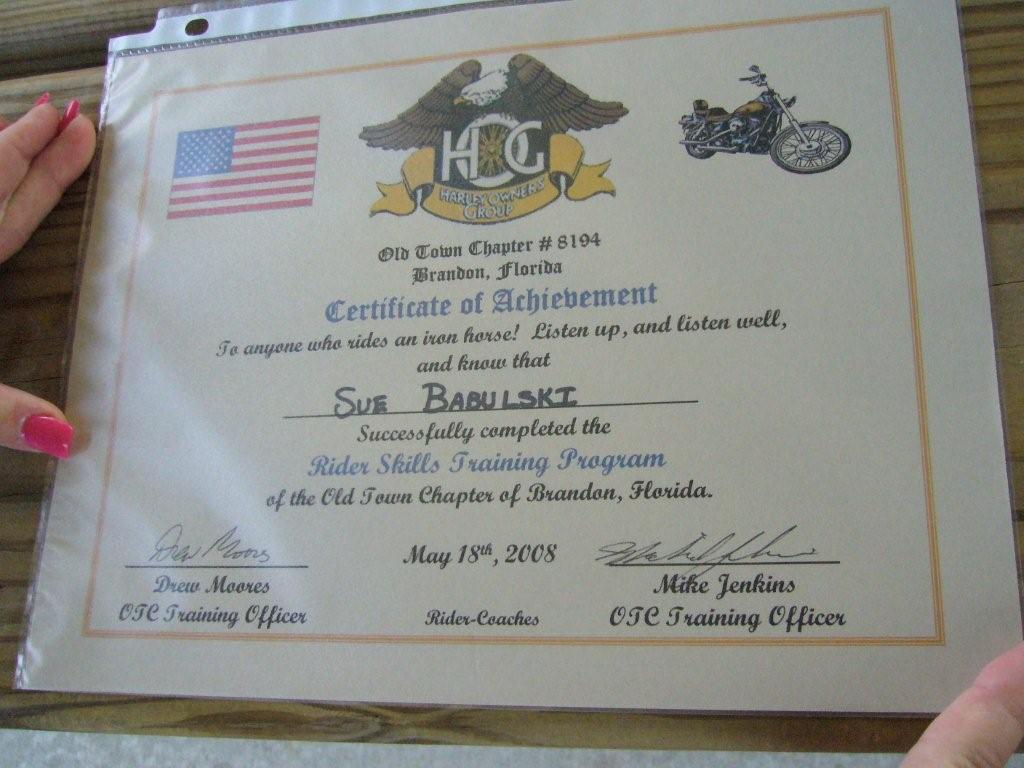 HOG
HARLEY OWNERS
GROUP
Old Town Chapter # 8194
Brandon, Florida
Certificate of Achievement
To anyone who rides an iron horse! Listen up, and listen well,
and know that
SUE BABULSKI
Successfully completed the
Rider Skills Training Program
of the Old Town Chapter of Brandon, Florida.
Drew Moores
May 18th, 2008
Drew Moores
Mike Jenkins
OTC Training Officer
Rider-Coaches
OTC Training Officer